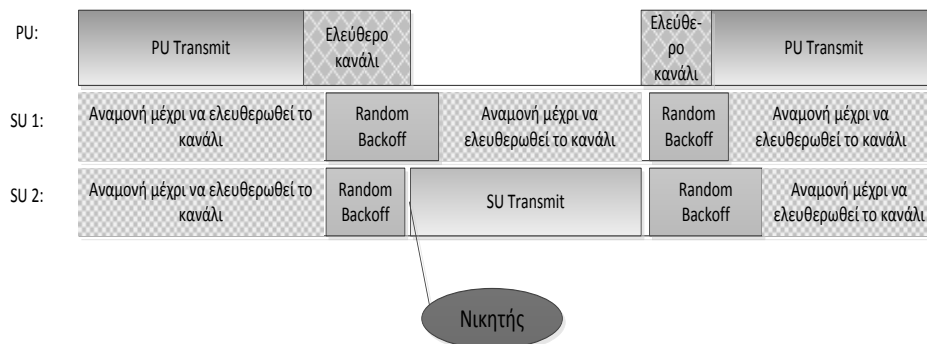 PU:
PU Transmit
Ελεύθερο
κανάλι
Ελεύθε-
ρο
κανάλι
PU Transmit
SU 1:
Αναμονή μέχρι να ελευθερωθεί το
κανάλι
Random
Backoff
Αναμονή μέχρι να
ελευθερωθεί το κανάλι
Random
Backoff
Αναμονή μέχρι να
ελευθερωθεί το κανάλι
SU 2:
Αναμονή μέχρι να ελευθερωθεί το
κανάλι
Random
Backoff
SU Transmit
Random
Backoff
Αναμονή μέχρι να
ελευθερωθεί το κανάλι
Νικητής